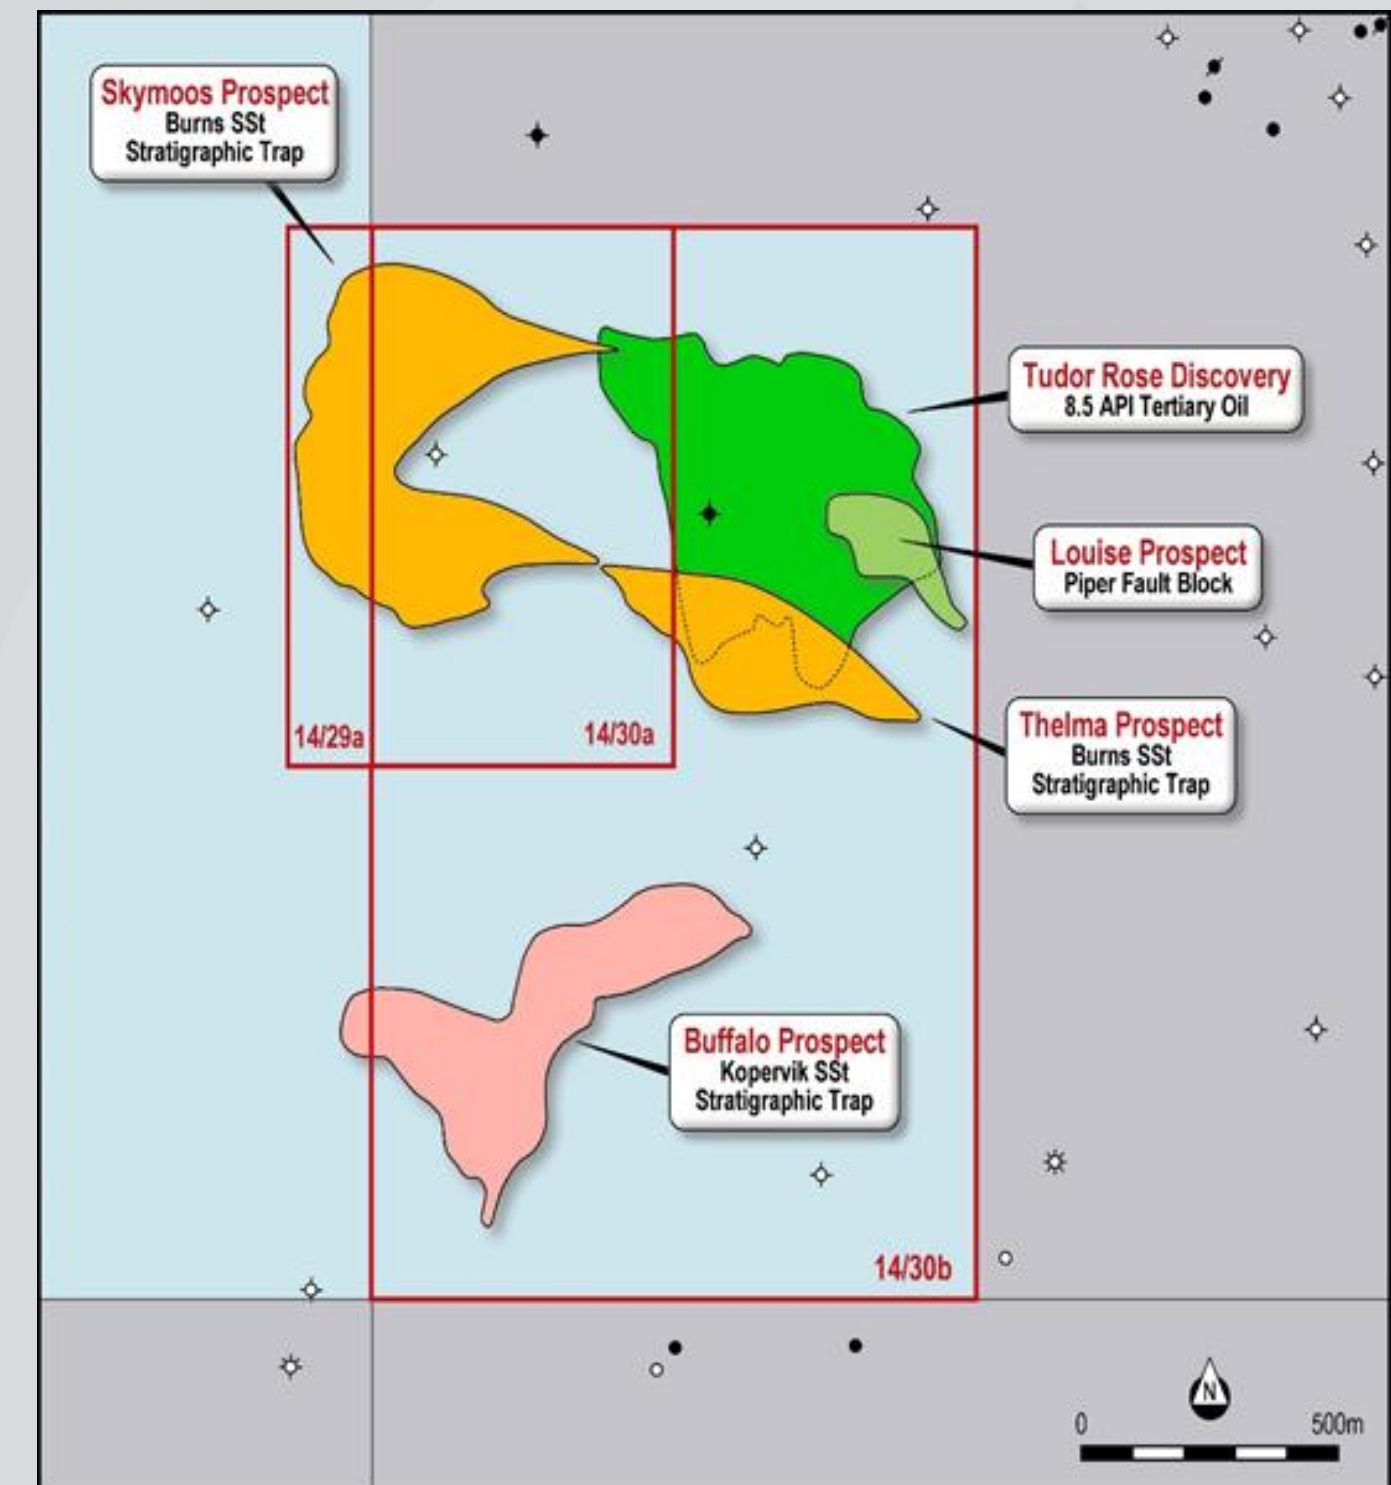 Skymoos Prospect
Burns SSt
Stratigraphic Trap
Tudor Rose Discovery
8.5 API Tertiary Oil
Louise Prospect
Piper Fault Block
Thelma Prospect
Burns SSt
Stratigraphic Trap
14/29a
14/30a
Buffalo Prospect
Kopervik SSt
Stratigraphic Trap
14/30b
N
0
500m